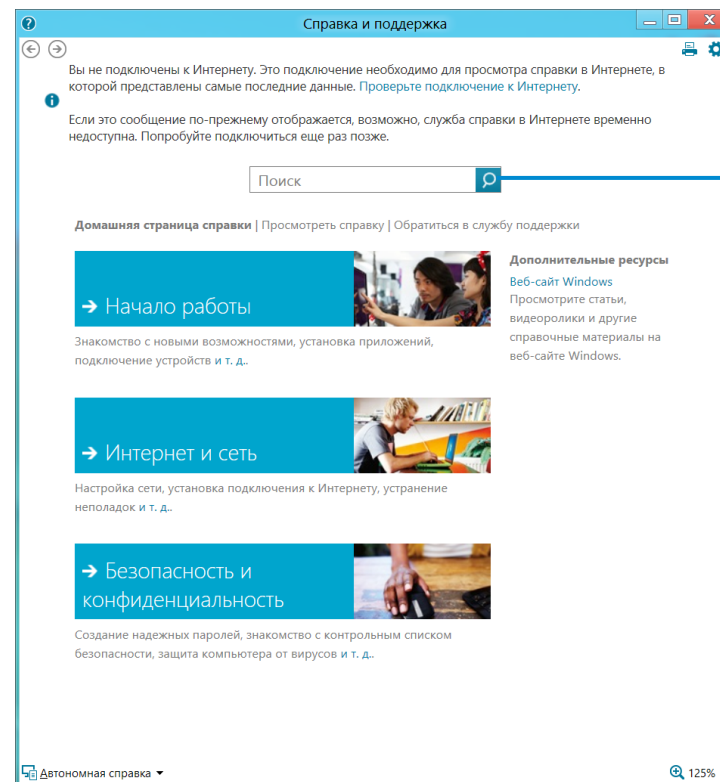 Справка и поддержка
Вы не подключены к Интернету. Это подключение необходимо для просмотра справки в Интернете, в
которой представлены самые последние данные. Проверьте подключение к Интернету.
Если это сообщение по-прежнему отображается, возможно, служба справки в Интернете временно
недоступна. Попробуйте подключиться еще раз позже.
Поиск
Домашняя страница справки | Просмотреть справку | Обратиться в службу поддержки
Начало работы
Знакомство с новыми возможностями, установка приложений,
подключение устройств и т. д..
Дополнительные ресурсы
Веб-сайт Windows
Просмотрите статьи,
видеоролики и другие
справочные материалы на
веб-сайте Windows.
Интернет и сеть
Настройка сети, установка подключения к Интернету, устранение
неполадок и т. д..
Безопасность и
конфиденциальность
Создание надежных паролей, знакомство с контрольным списком
безопасности, защита компьютера от вирусов и т. д..
Автономная справка
125%